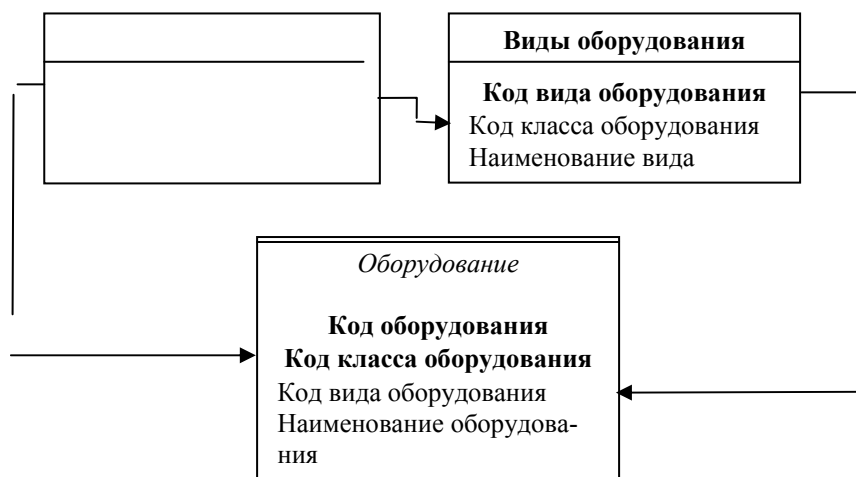 Виды оборудования
Код вида оборудования
Код класса оборудования
Наименование вида
Оборудование
Код оборудования
Код класса оборудования
Код вида оборудования
Наименование оборудова-
ния